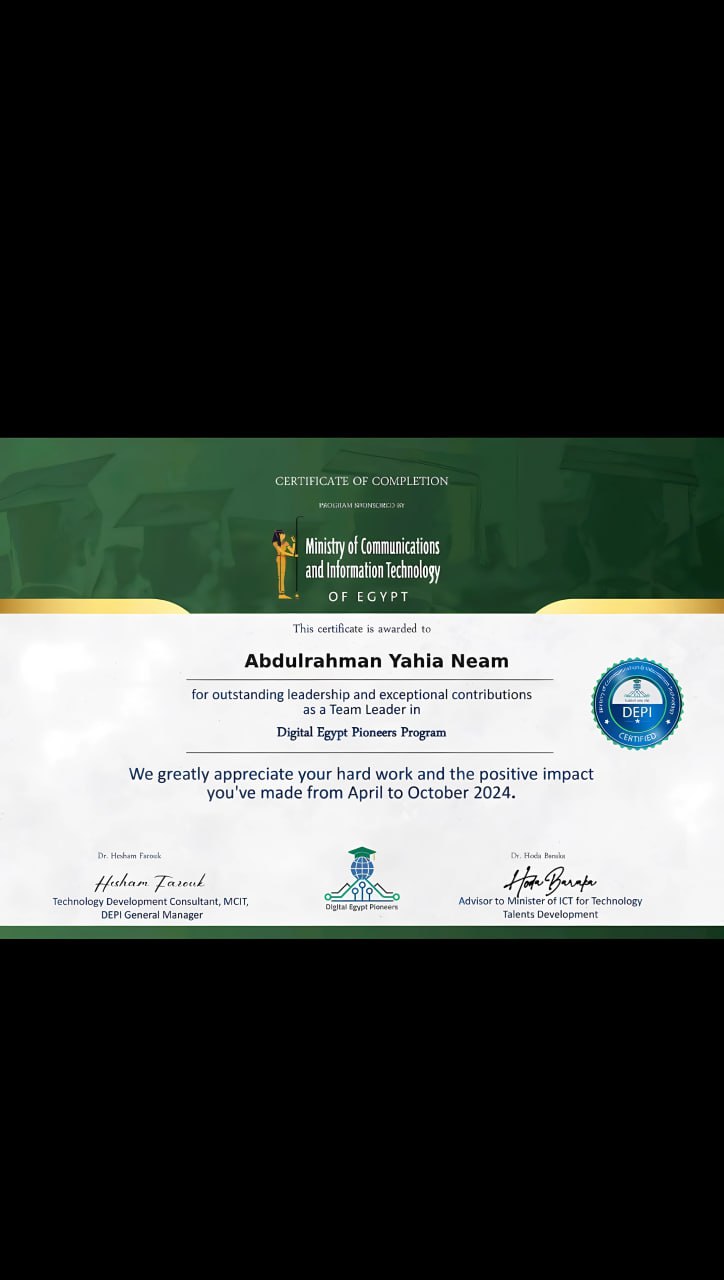 CERTIFICATE OF COMPLETION
PROGRAM SPONSORED BY
Ministry of Communications
and Information Technology
OF EGYPT
This certificate is awarded to
Abdulrahman Yahia Neam
for outstanding leadership and exceptional contributions
as a Team Leader in
Digital Egypt Pioneers Program
DEPI
CERTIFIED
We greatly appreciate your hard work and the positive impact
you've made from April to October 2024.
Dr. Hesham Farouk
Hisham Farouk
Technology Development Consultant, MCIT,
DEPI General Manager
Digital Egypt Pioneers
Dr. Hoda Baraka
Hoda Baraka
Advisor to Minister of ICT for Technology
Talents Development